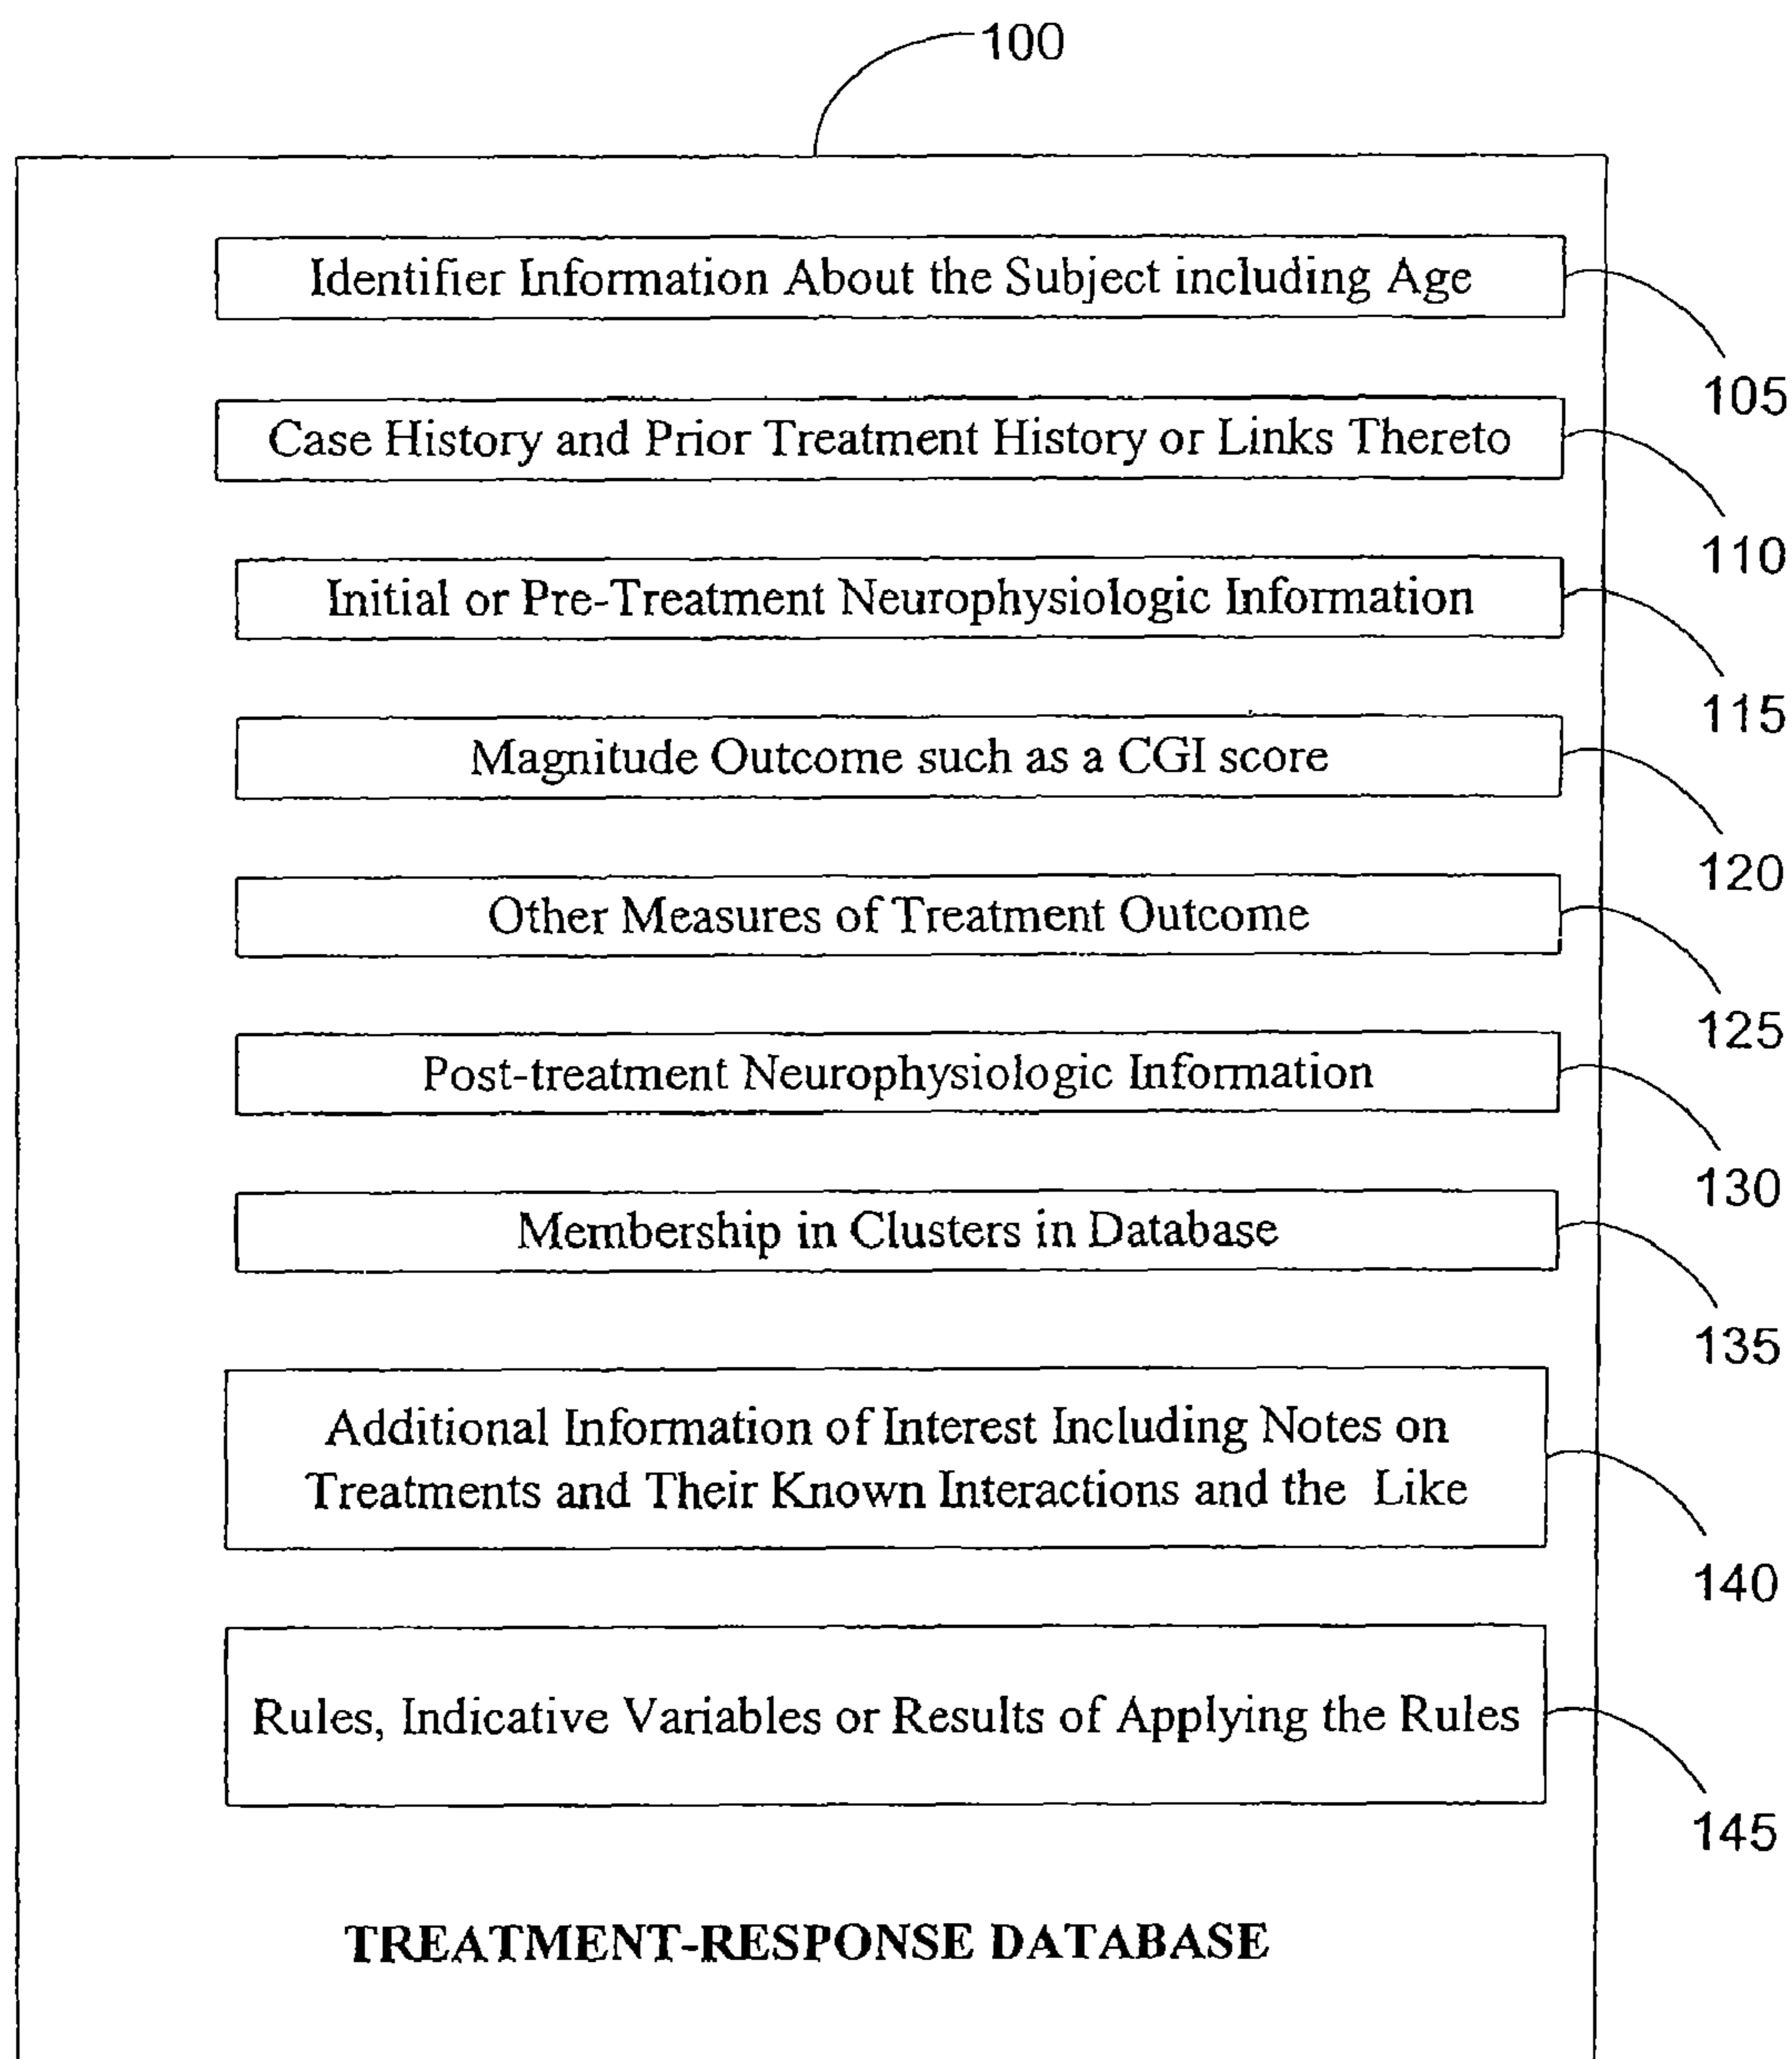 100
Identifier Information About the Subject including Age
105
Case History and Prior Treatment History or Links Thereto
110
Initial or Pre-Treatment Neurophysiologic Information
115
Magnitude Outcome such as a CGI score
120
Other Measures of Treatment Outcome
125
Post-treatment Neurophysiologic Information
130
Membership in Clusters in Database
135
Additional Information of Interest Including Notes on
Treatments and Their Known Interactions and the Like
140
Rules, Indicative Variables or Results of Applying the Rules
145
TREATMENT-RESPONSE DATABASE